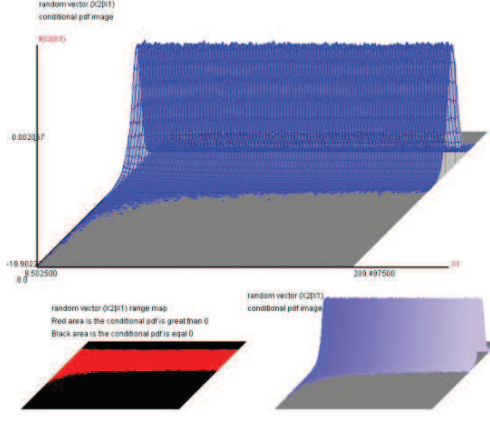 random vector (X2|X1)
conditional pdf image
f(X2|X1)
0.002057
9.502500
0.0
209.497500
X1
random vector (X2|X1) range map
Red area is the conditional pdf is great than 0
Black area is the conditional pdf is eqal 0
random vector (X2|X1)
conditional pdf image